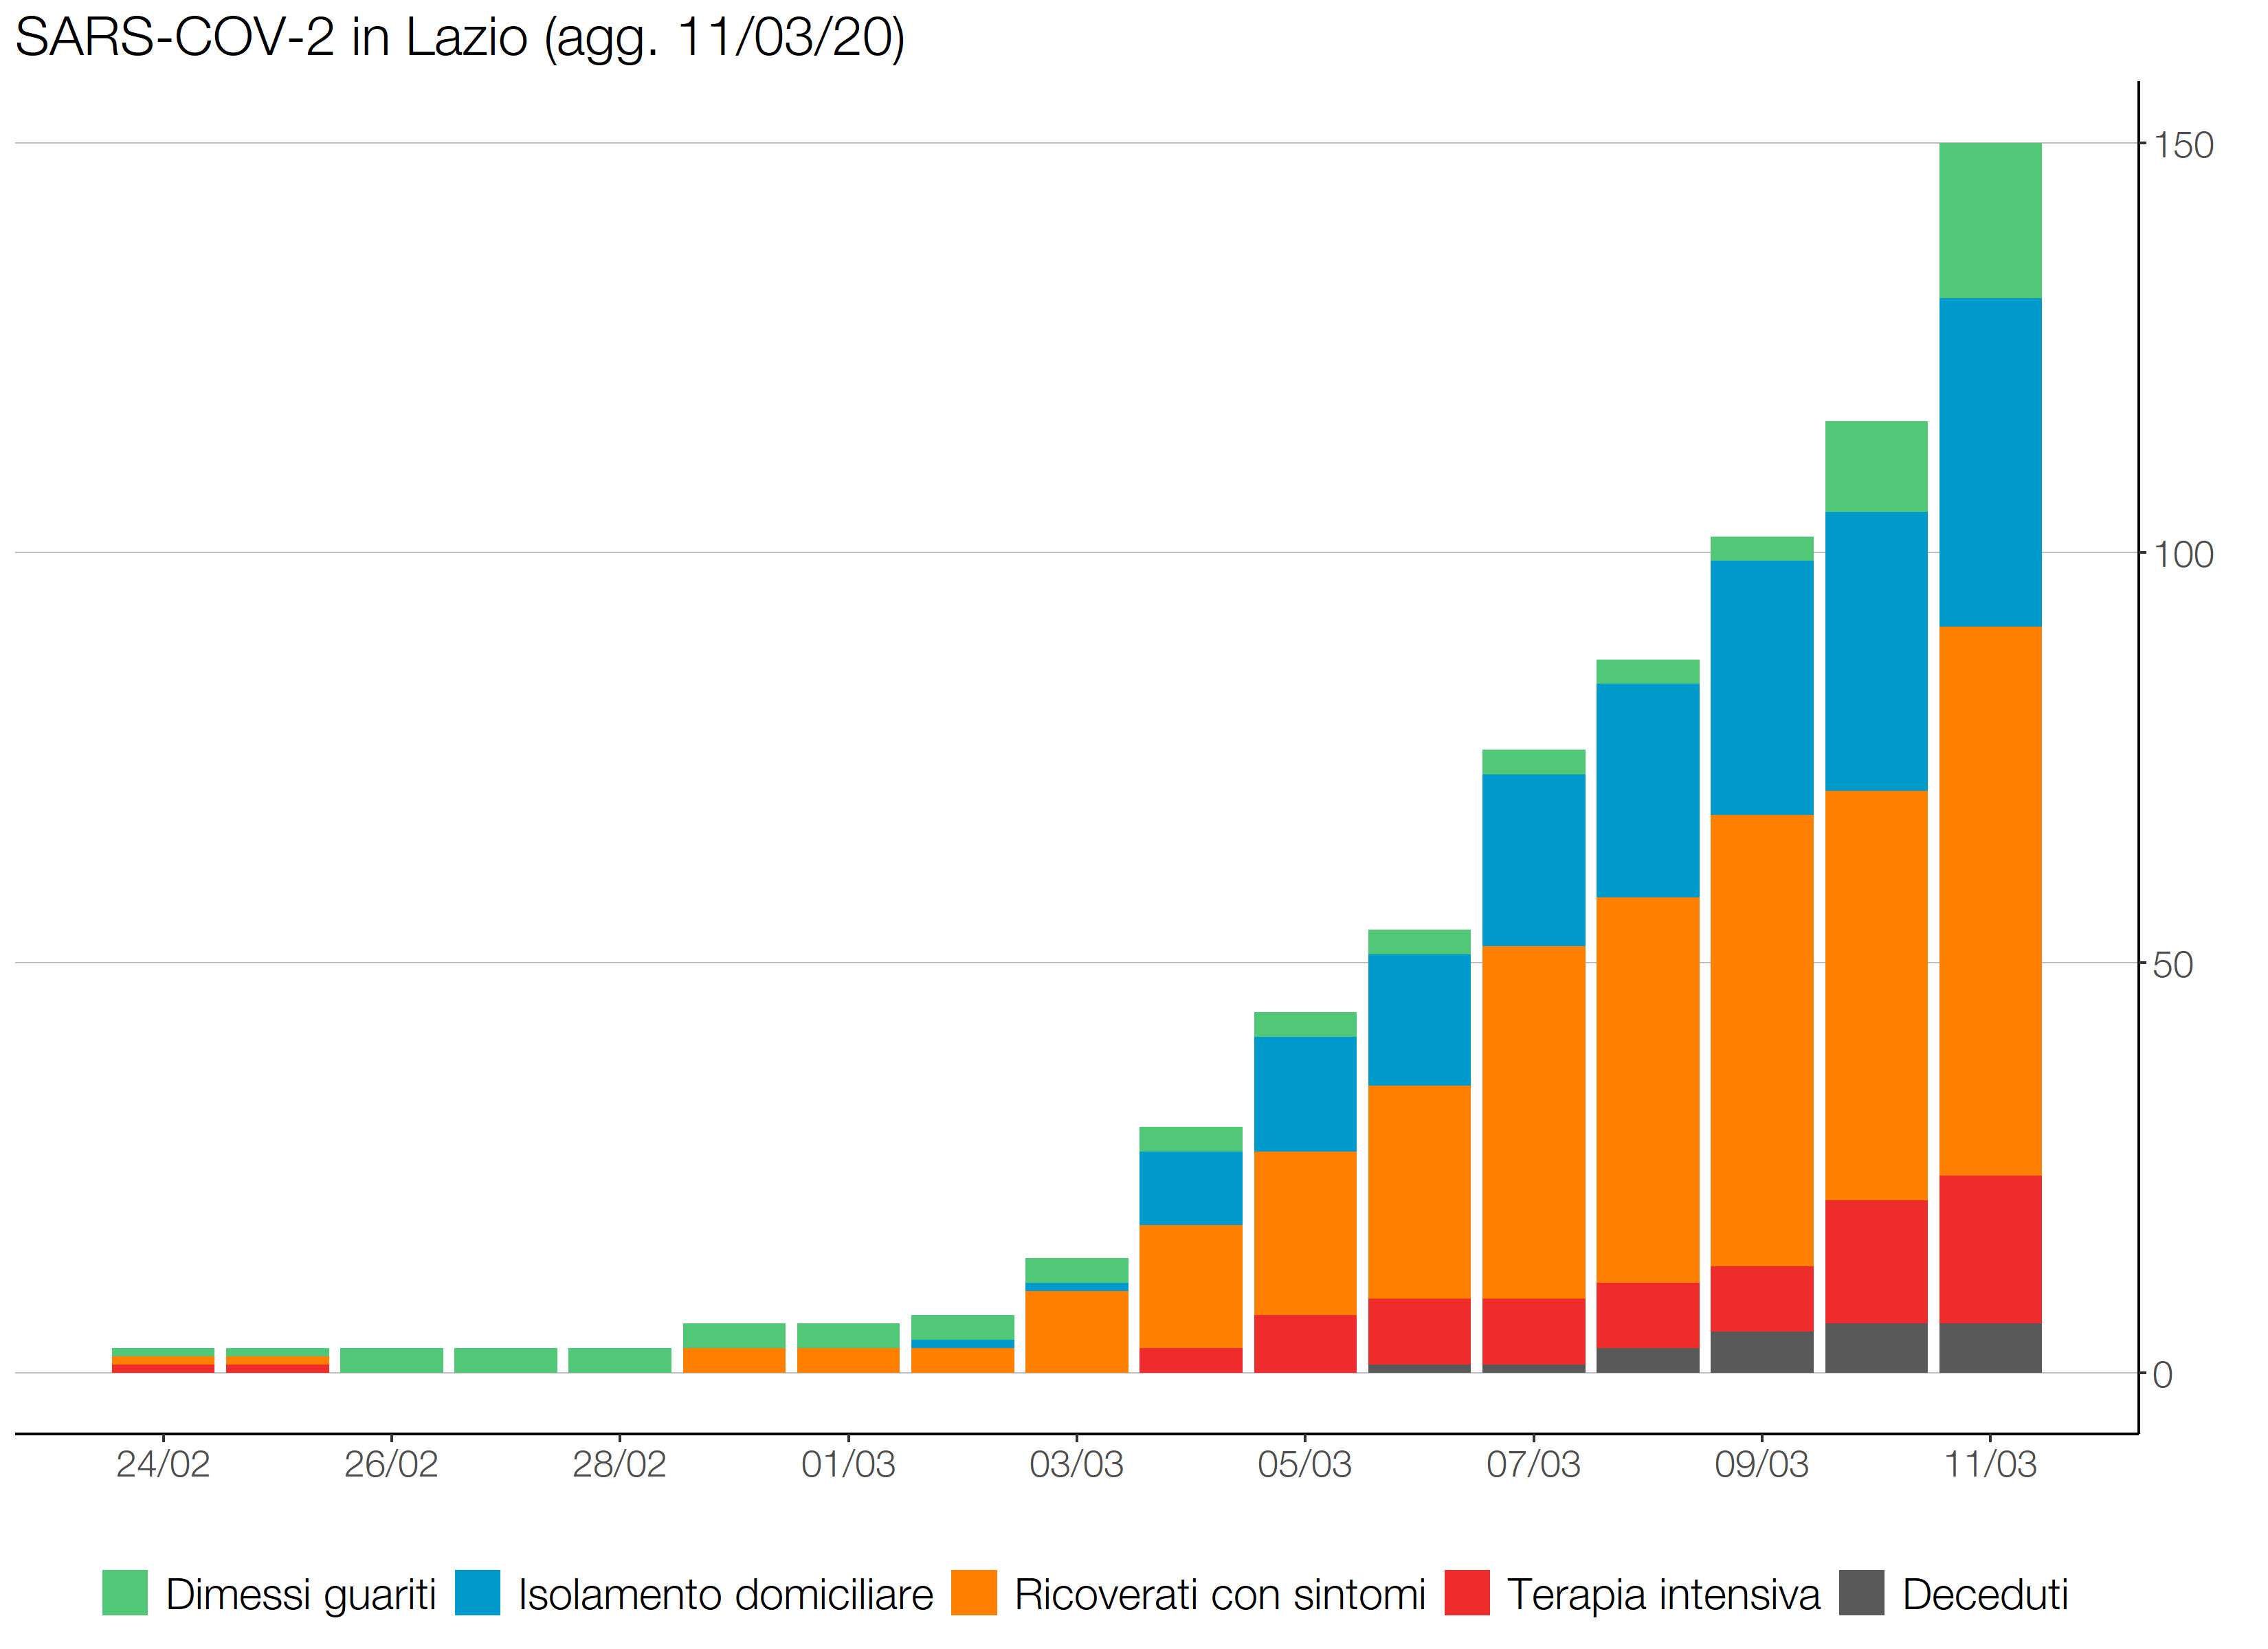 SARS-COV-2 in Lazio (agg. 11/03/20)
150
100
50
0
24/02 26/02 28/02 01/03 03/03 05/03 07/03 09/03 11/03
Dimessi guariti Isolamento domiciliare Ricoverati con sintomi Terapia intensiva Deceduti